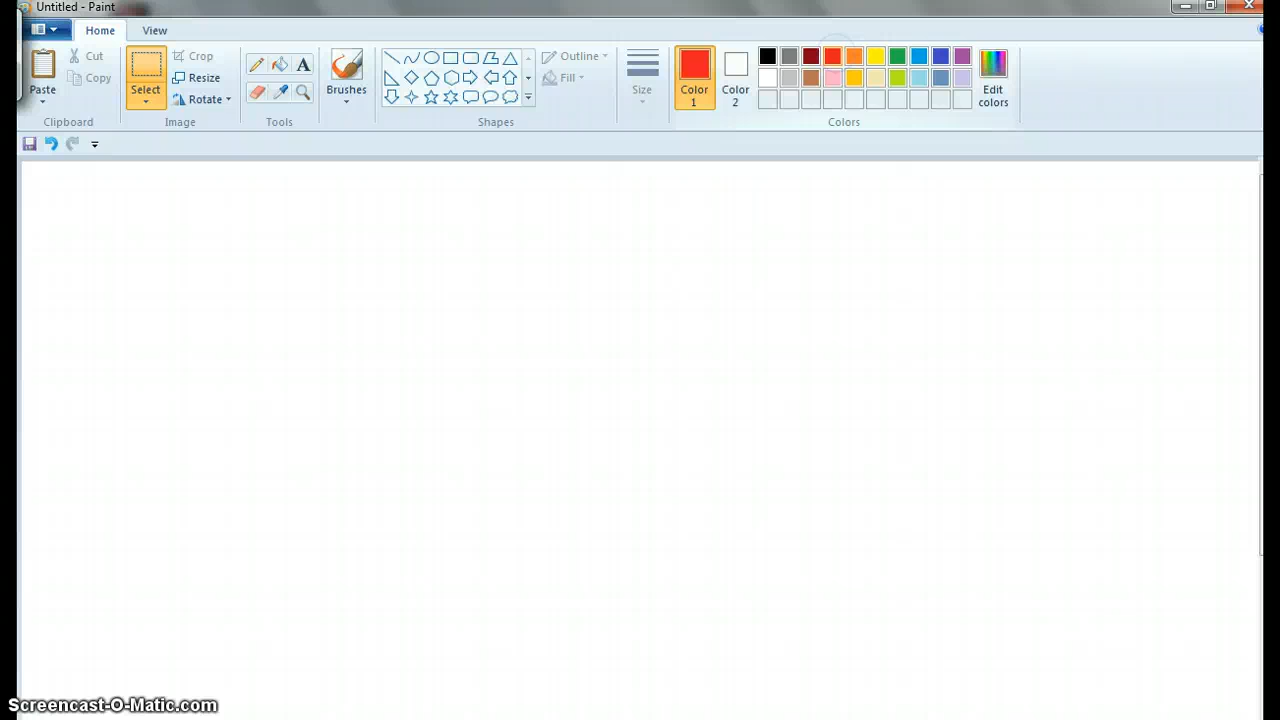 Untitled - Paint
Home View
Paste
Cut
Copy
Clipboard
Select
Crop
Resize
Rotate
Image
A
Tools
Brushes
Outline
Fill
Shapes
Size
Color
1
Color
2
Edit
colors
Colors
Screencast-O-Matic.com